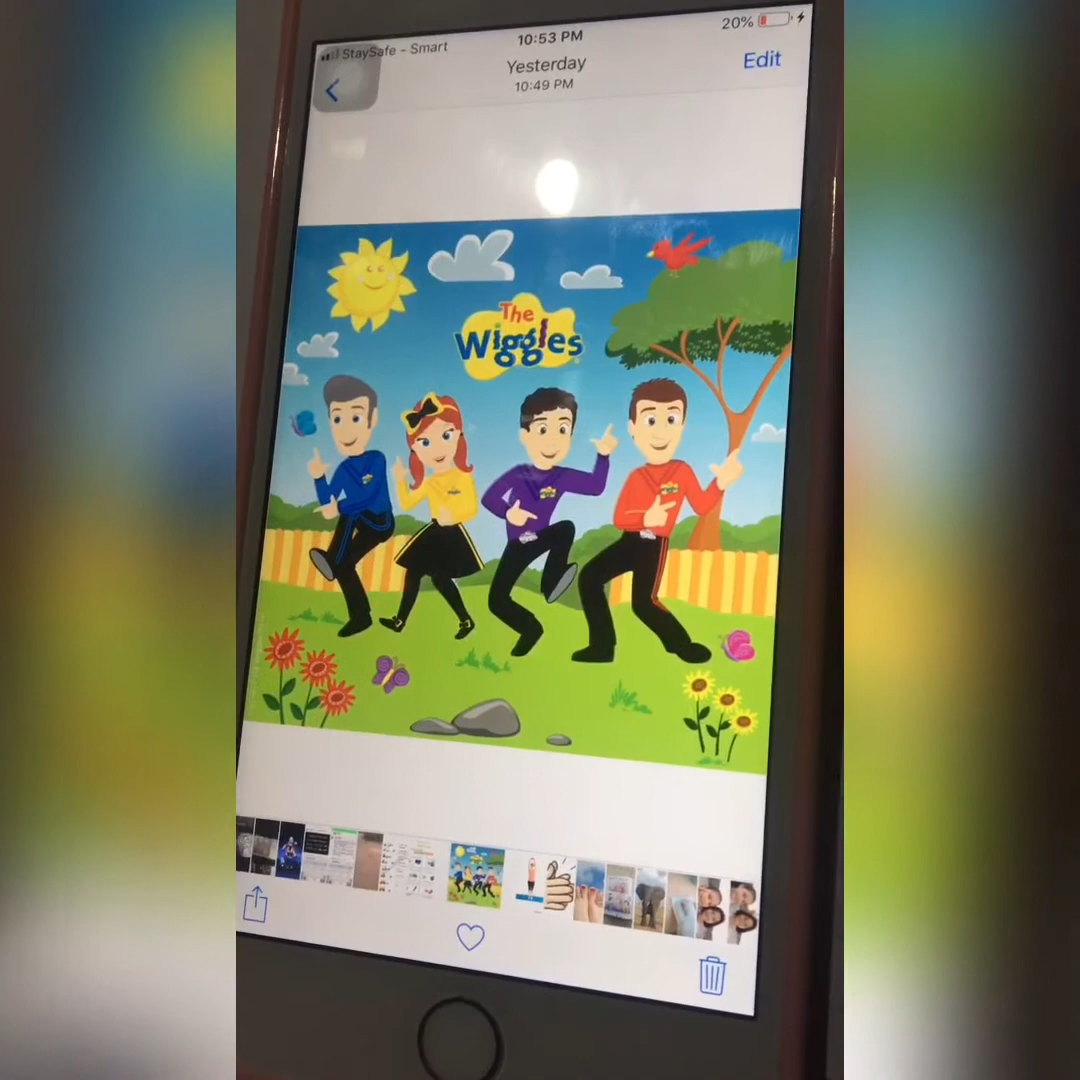 StaySafe - Smart
10:53 PM
20%
Yesterday
10:49 PM
Edit
The
Wiggles